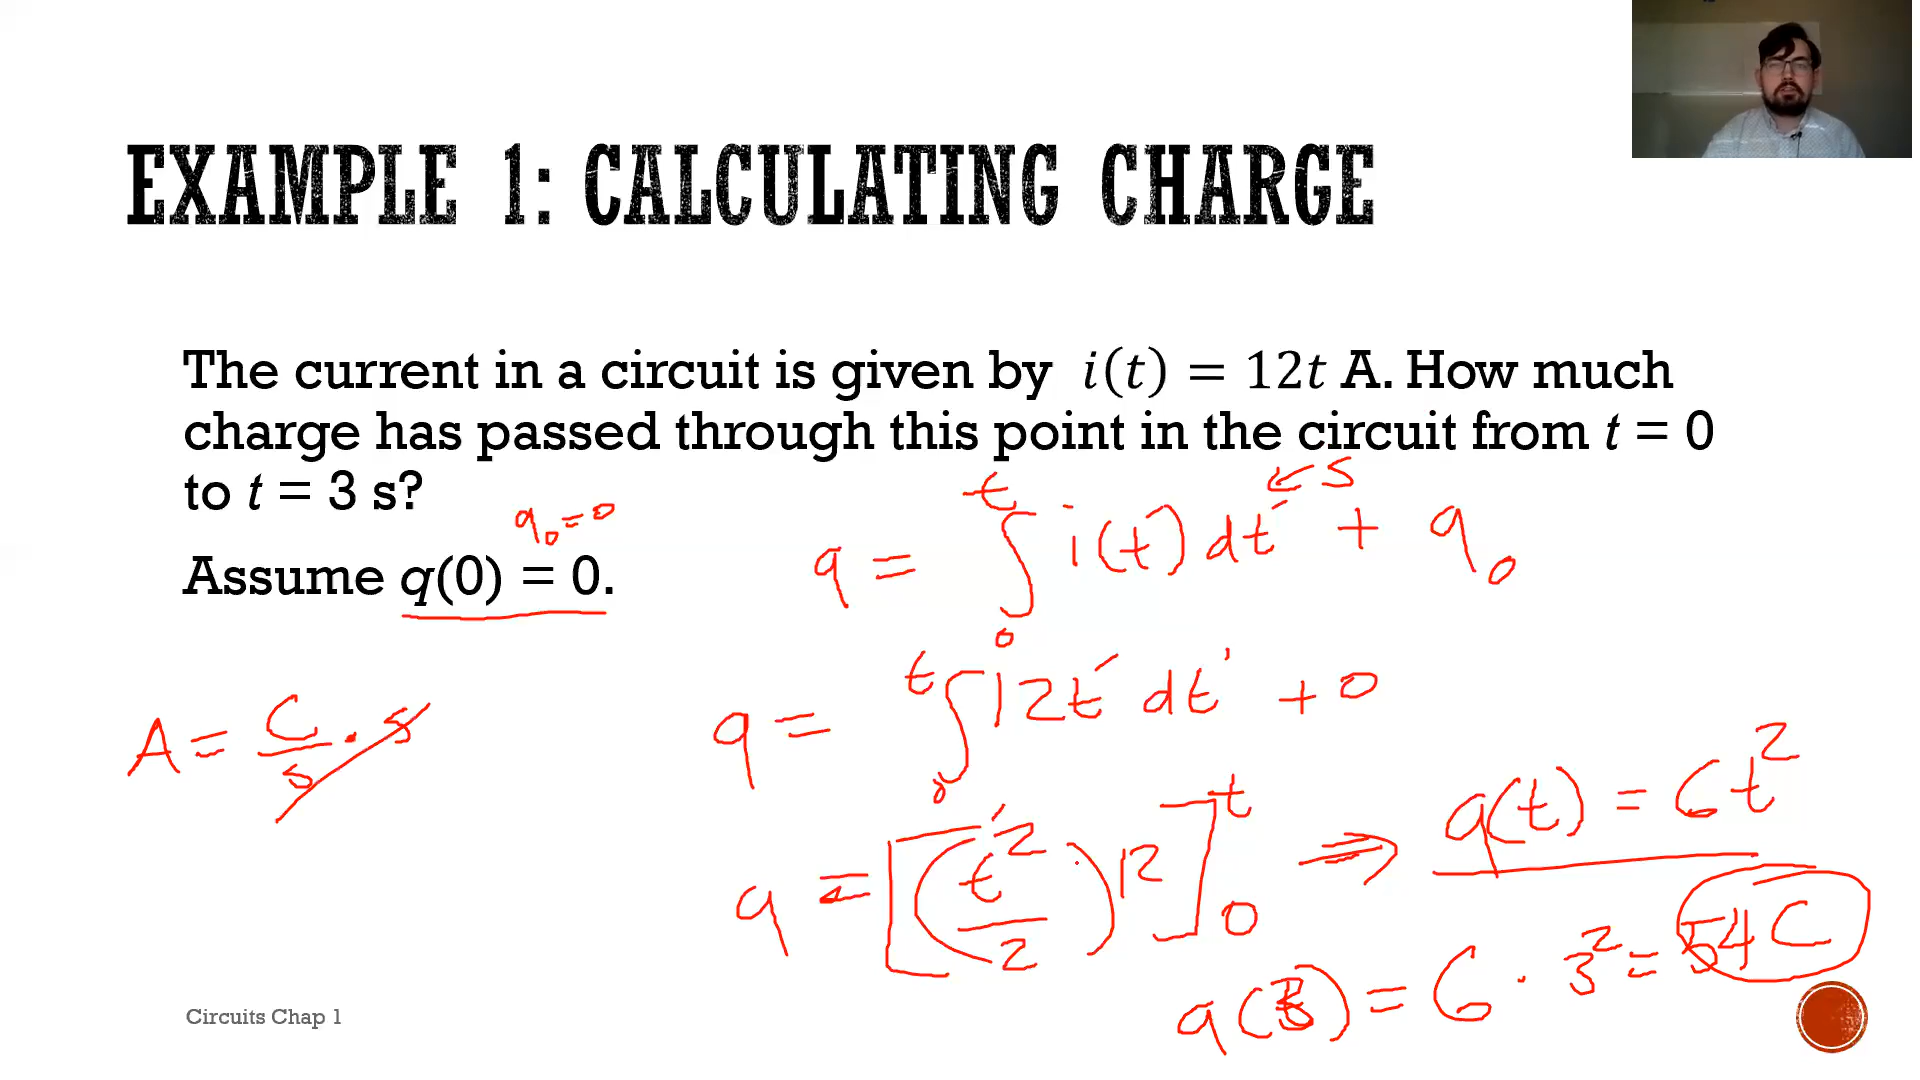 EXAMPLE 1: CALCULATING CHARGE
The current in a circuit is given by i(t) = 12t A. How much
charge has passed through this point in the circuit from t = 0
to t = 3 s?
q₀ = 0
Assume q(0) = 0.
← s
q = ∫₀ᵗ i(t′) dt′ + q₀
q = ∫₀ᵗ 12t′ dt′ + 0
A = C/s · s
q = [(t′²/2) 12]₀ᵗ ⇒ q(t) = 6t²
q(3) = 6 · 3² = 54 C
Circuits Chap 1